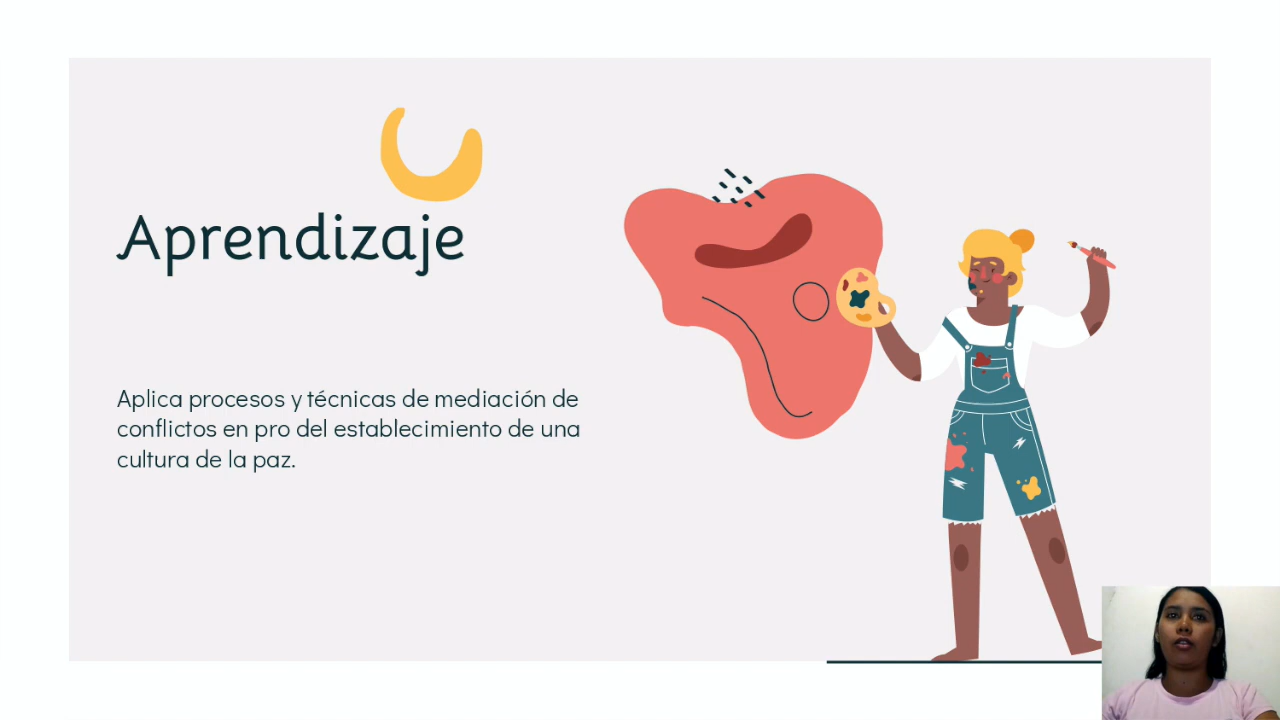 Aprendizaje
Aplica procesos y técnicas de mediación de
conflictos en pro del establecimiento de una
cultura de la paz.